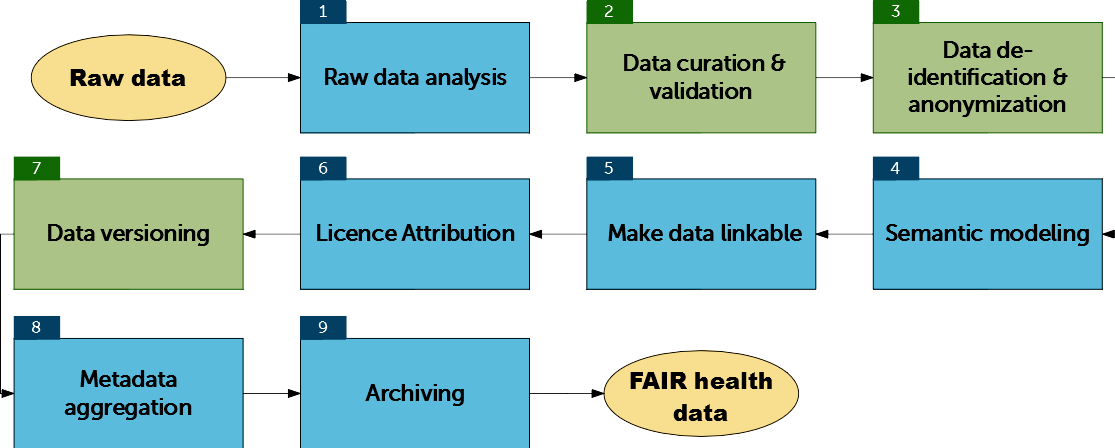 1
2
3
Raw data
Raw data analysis
Data curation &
validation
Data de-
identification &
anonymization
4
Semantic modeling
5
Make data linkable
6
Licence Attribution
7
Data versioning
8
Metadata
aggregation
9
Archiving
FAIR health
data